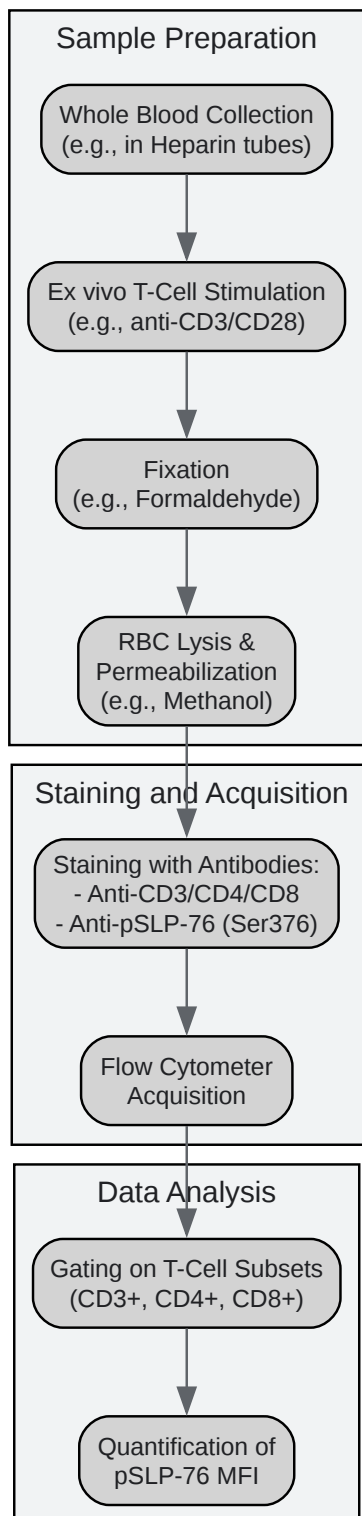 Sample Preparation
Whole Blood Collection
(e.g., in Heparin tubes)
Ex vivo T-Cell Stimulation
(e.g., anti-CD3/CD28)
Fixation
(e.g., Formaldehyde)
RBC Lysis &
Permeabilization
(e.g., Methanol)
Staining and Acquisition
Staining with Antibodies:
- Anti-CD3/CD4/CD8
- Anti-pSLP-76 (Ser376)
Flow Cytometer
Acquisition
Data Analysis
Gating on T-Cell Subsets
(CD3+, CD4+, CD8+)
Quantification of
pSLP-76 MFI